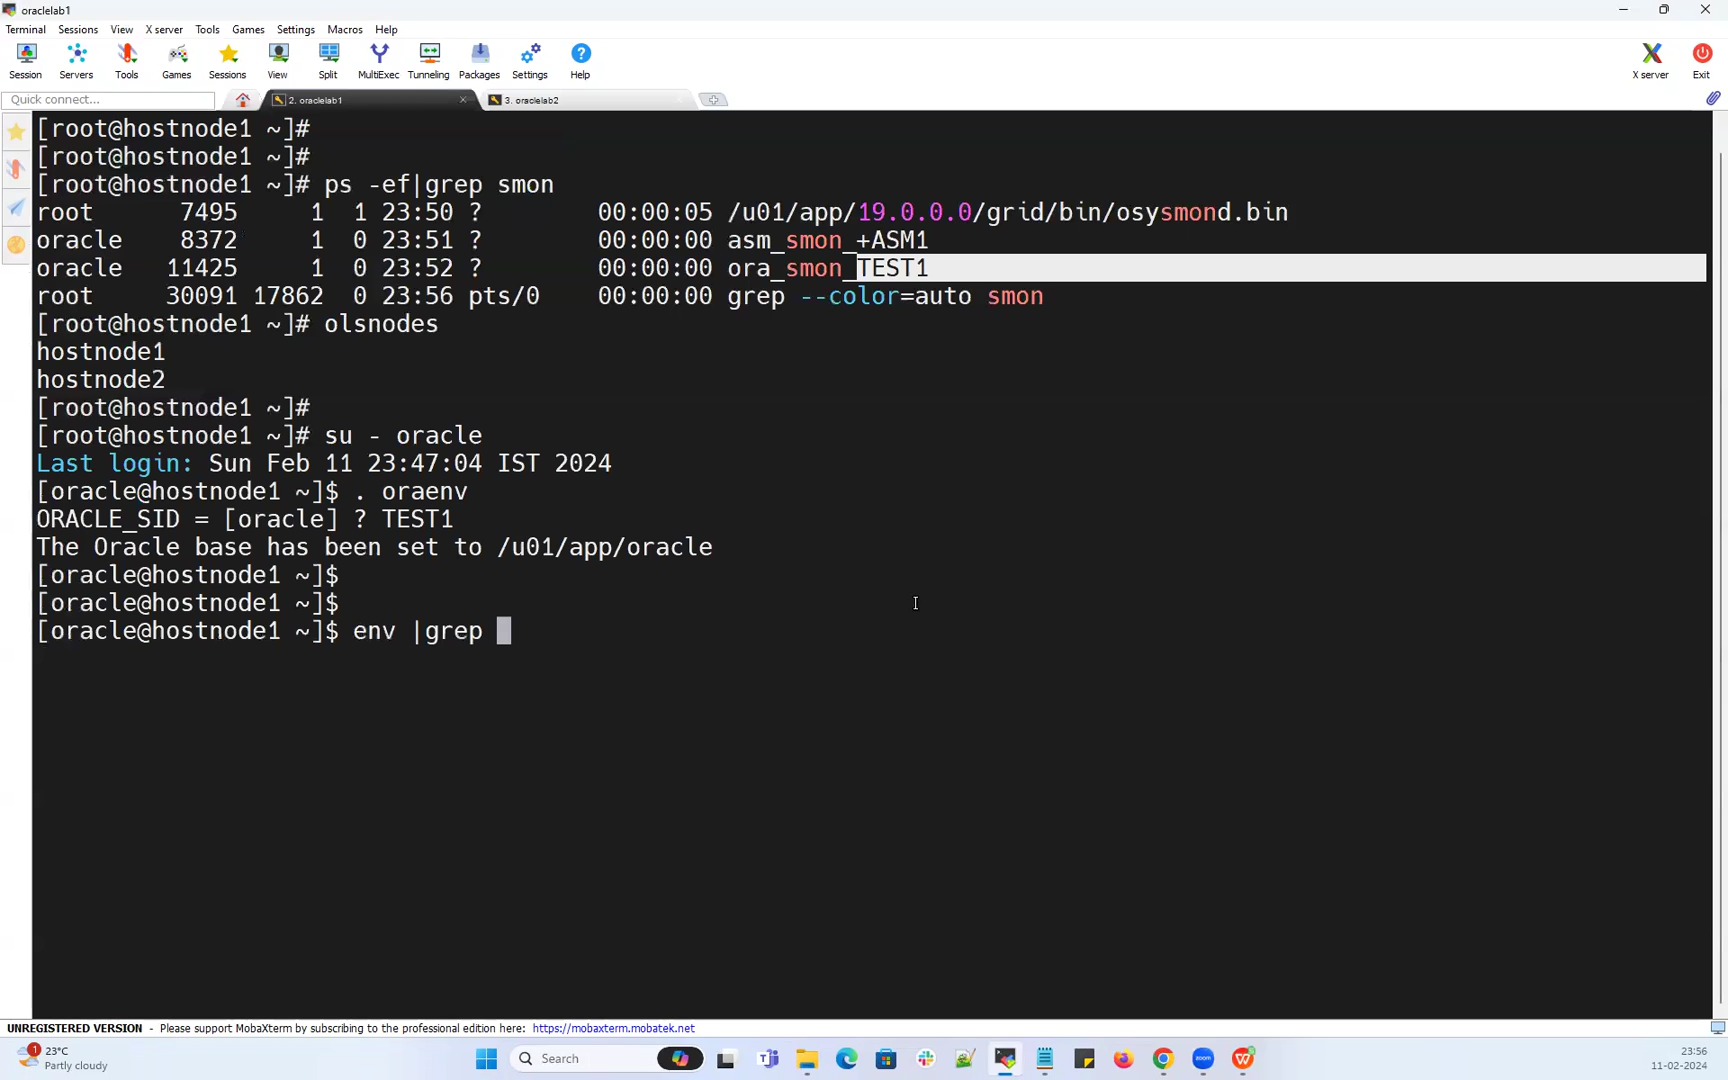 oraclelab1
Terminal Sessions View X server Tools Games Settings Macros Help
Session Servers Tools Games Sessions View Split MultiExec Tunneling Packages Settings Help X server Exit
Quick connect... 2. oraclelab1 3. oraclelab2
[root@hostnode1 ~]#
[root@hostnode1 ~]#
[root@hostnode1 ~]# ps -ef|grep smon
root 7495 1 1 23:50 ? 00:00:05 /u01/app/19.0.0.0/grid/bin/osysmond.bin
oracle 8372 1 0 23:51 ? 00:00:00 asm_smon_+ASM1
oracle 11425 1 0 23:52 ? 00:00:00 ora_smon_TEST1
root 30091 17862 0 23:56 pts/0 00:00:00 grep --color=auto smon
[root@hostnode1 ~]# olsnodes
hostnode1
hostnode2
[root@hostnode1 ~]#
[root@hostnode1 ~]# su - oracle
Last login: Sun Feb 11 23:47:04 IST 2024
[oracle@hostnode1 ~]$ . oraenv
ORACLE_SID = [oracle] ? TEST1
The Oracle base has been set to /u01/app/oracle
[oracle@hostnode1 ~]$
[oracle@hostnode1 ~]$
[oracle@hostnode1 ~]$ env |grep
UNREGISTERED VERSION - Please support MobaXterm by subscribing to the professional edition here: https://mobaxterm.mobatek.net
1 23°C
Partly cloudy
Search
zoom
23:56
11-02-2024